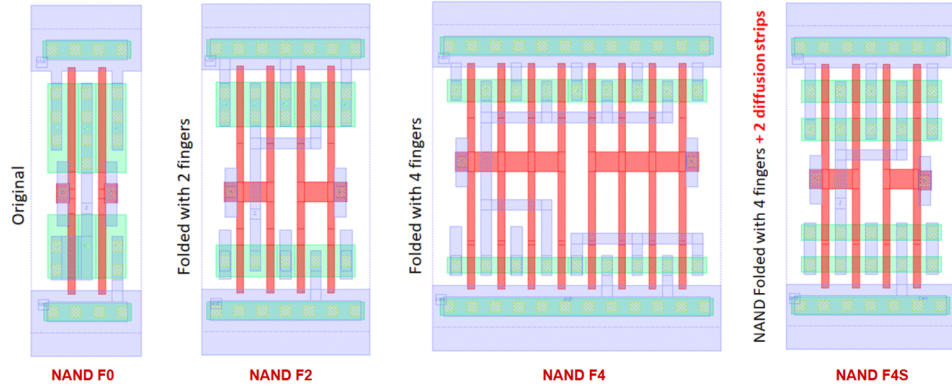 Original
NAND F0
Folded with 2 fingers
NAND F2
Folded with 4 fingers
NAND F4
NAND Folded with 4 fingers + 2 diffusion strips
NAND F4S